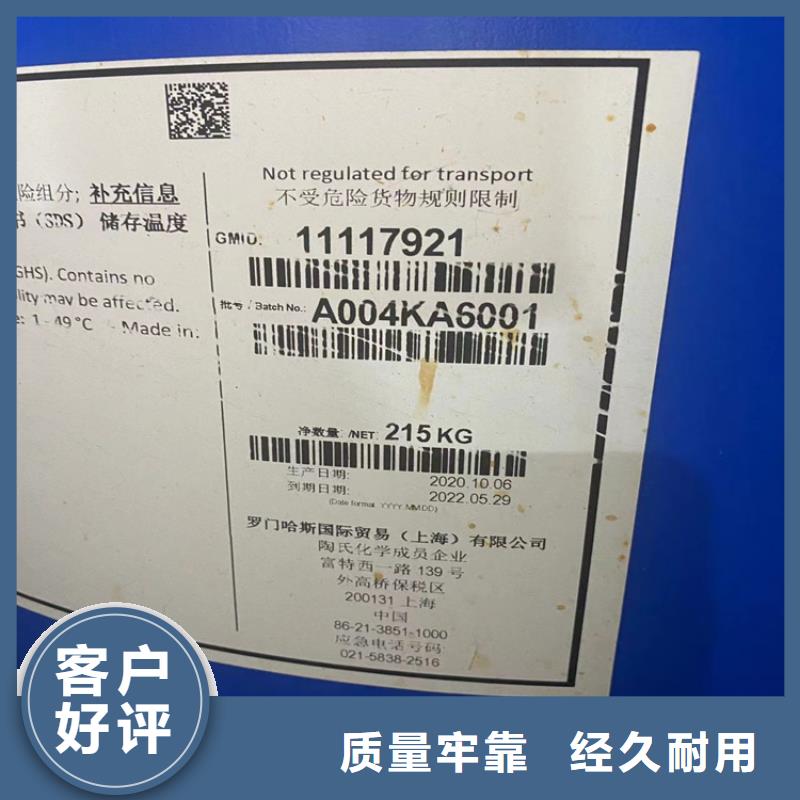 Not regulated for transport
不受危险货物规则限制
险组分; 补充信息
书（SDS） 储存温度
GHS). Contains no
lity may be affected.
e: 1 - 49°C - Made in:
GMID: 11117921
批号 / Batch No.: A004KA6001
净数量: /NET: 215 KG
生产日期: 2020.10.06
到期日期: 2022.05.29
(Date format YYYY.MM.DD)
罗门哈斯国际贸易（上海）有限公司
陶氏化学成员企业
富特西一路 139 号
外高桥保税区
200131 上海
中国
86-21-3851-1000
应急电话号码:
021-5838-2516
客户
好评
质量牢靠 经久耐用